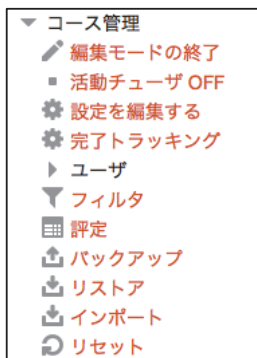 コース管理
編集モードの終了
活動チューザ OFF
設定を編集する
完了トラッキング
ユーザ
フィルタ
評定
バックアップ
リストア
インポート
リセット